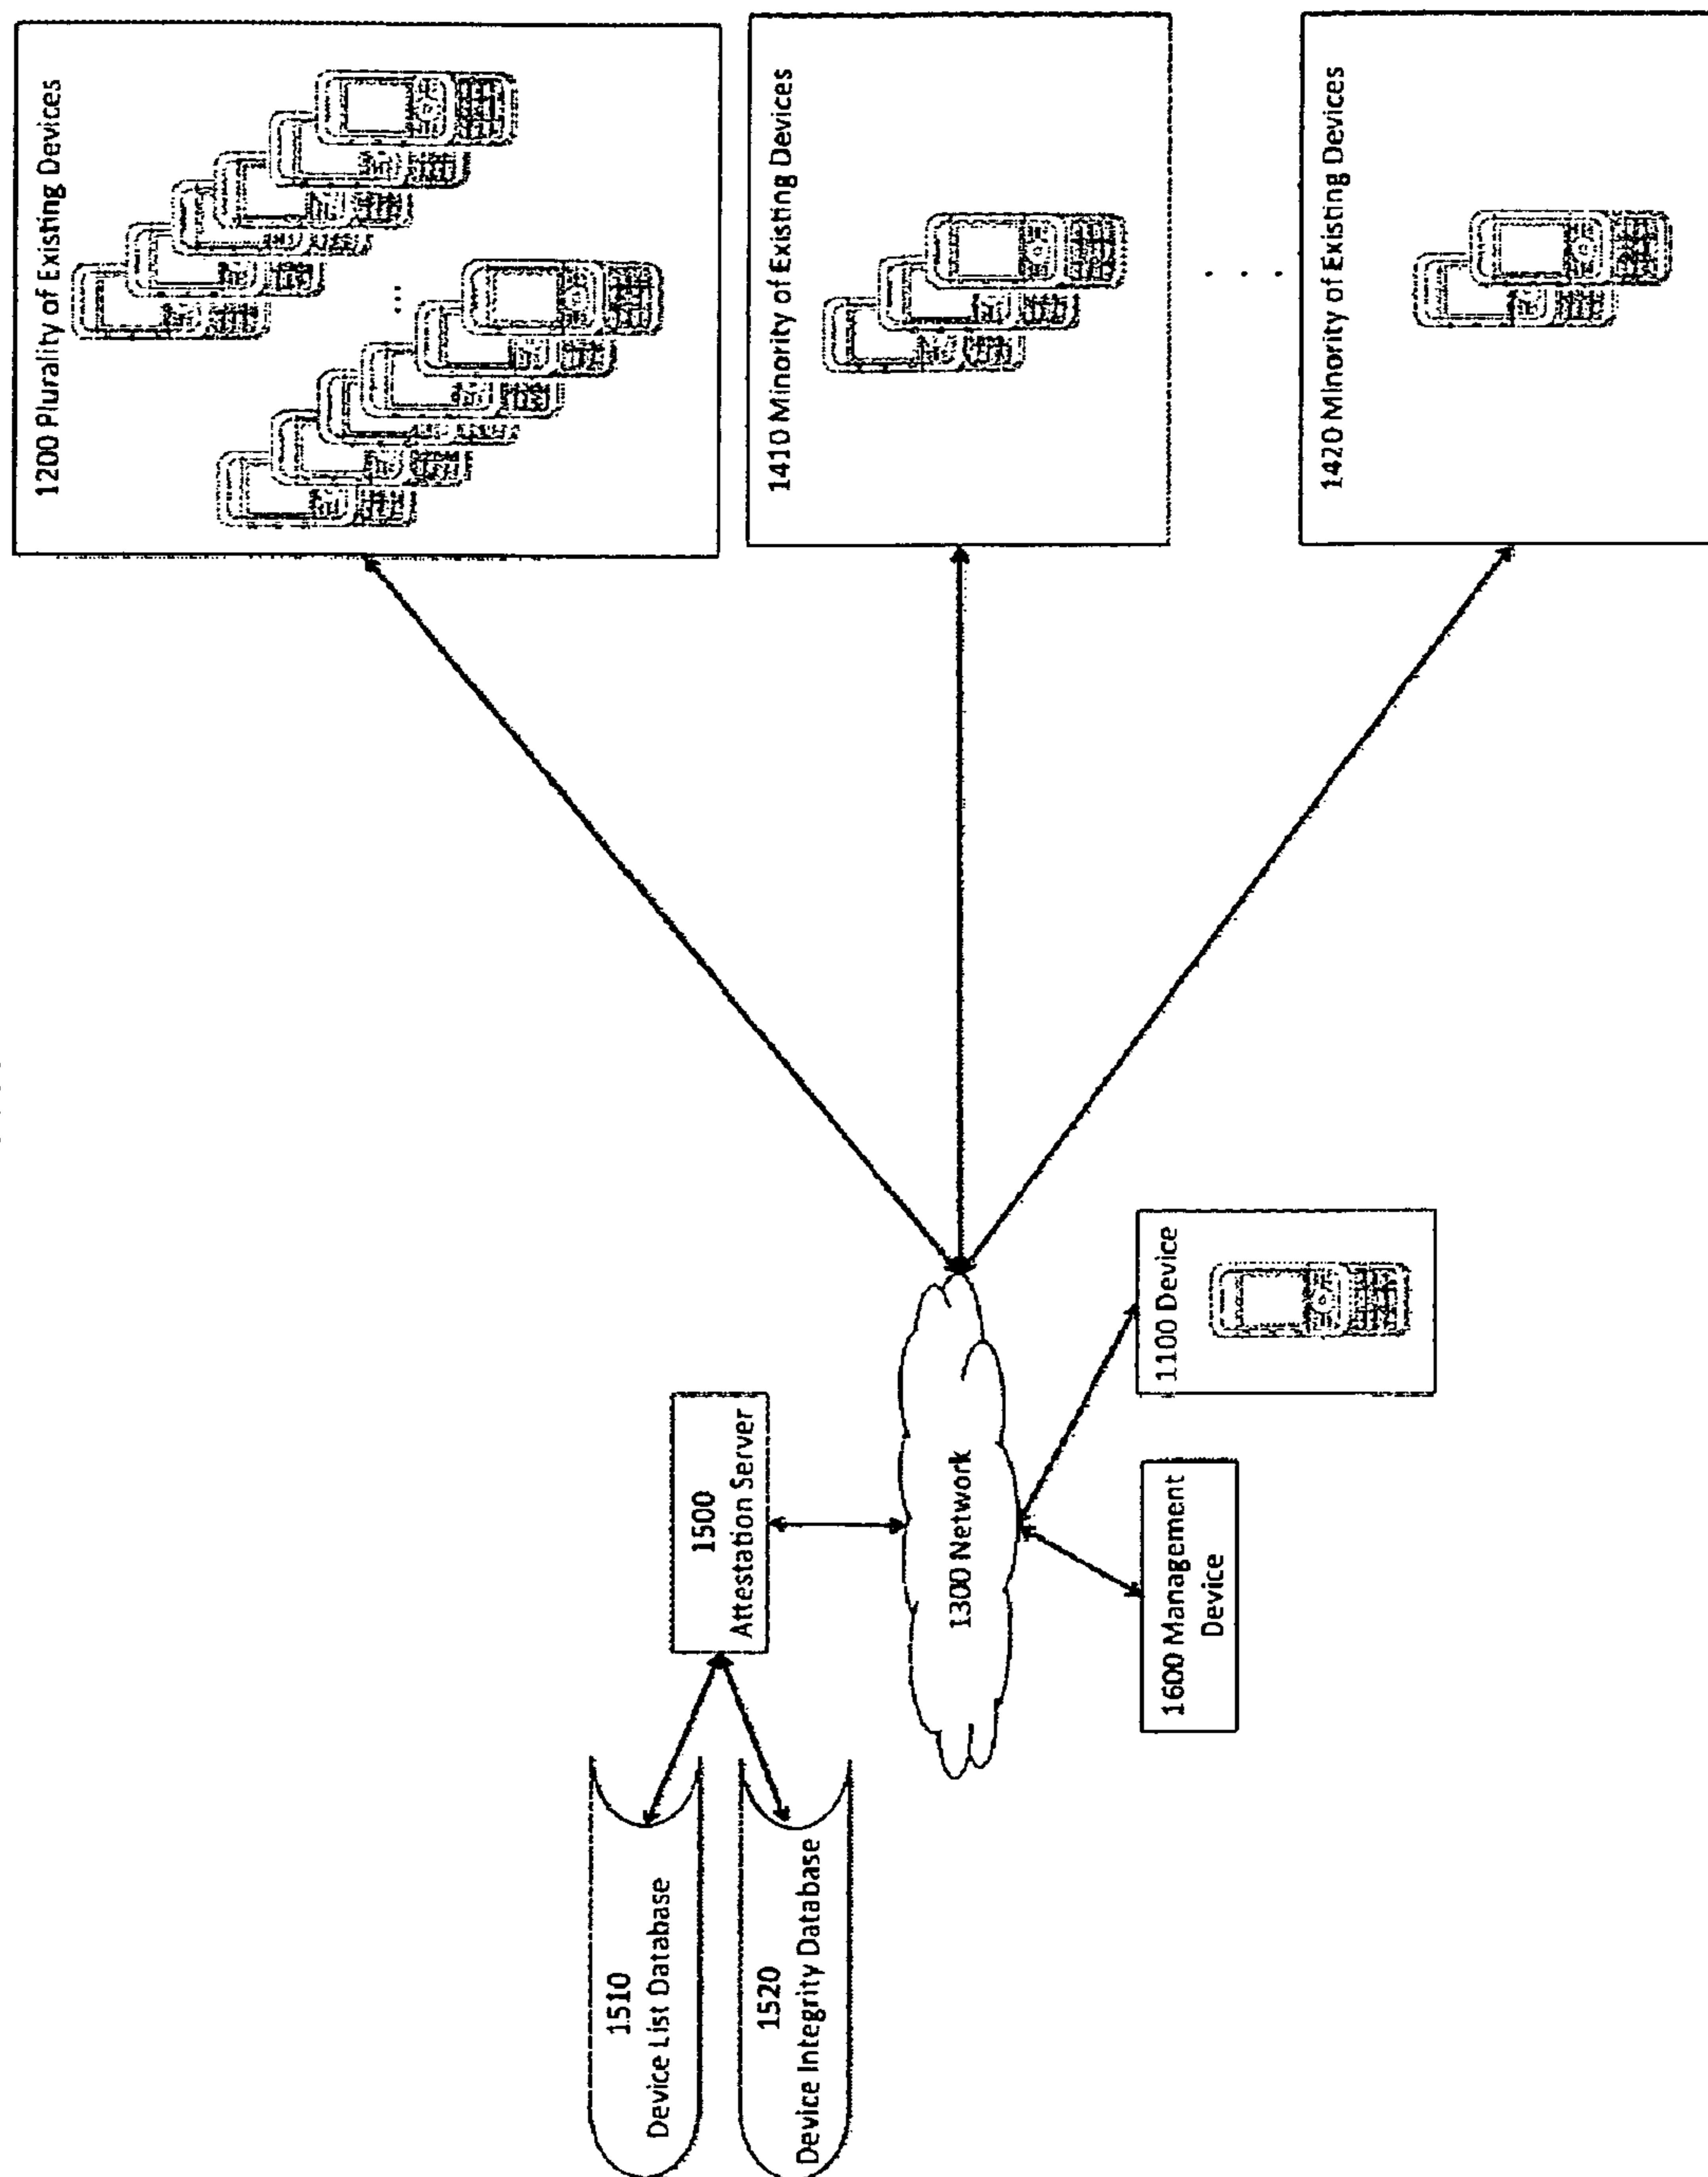 1200 Plurality of Existing Devices
...
1410 Minority of Existing Devices
. . . .
1420 Minority of Existing Devices
1500
Attestation Server
1510
Device List Database
1520
Device Integrity Database
1300 Network
1100 Device
1600 Management
Device